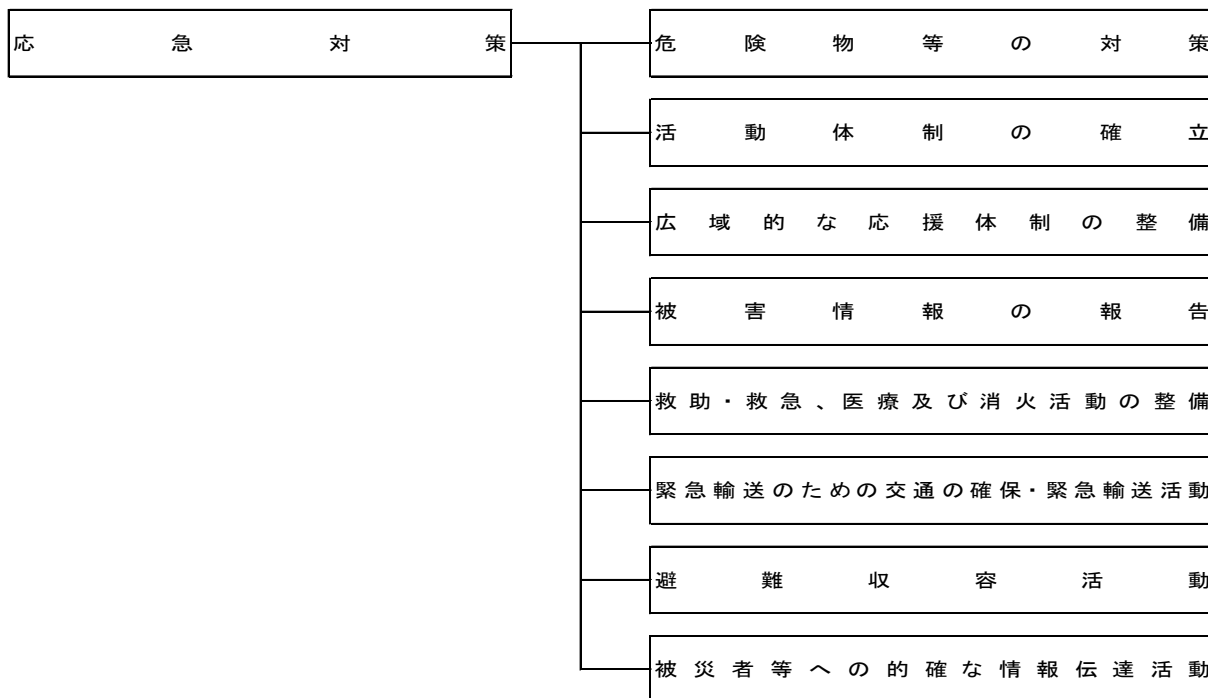 応急対策
危険物等の対策
活動体制の確立
広域的な応援体制の整備
被害情報の報告
救助・救急、医療及び消火活動の整備
緊急輸送のための交通の確保・緊急輸送活動
避難収容活動
被災者等への的確な情報伝達活動